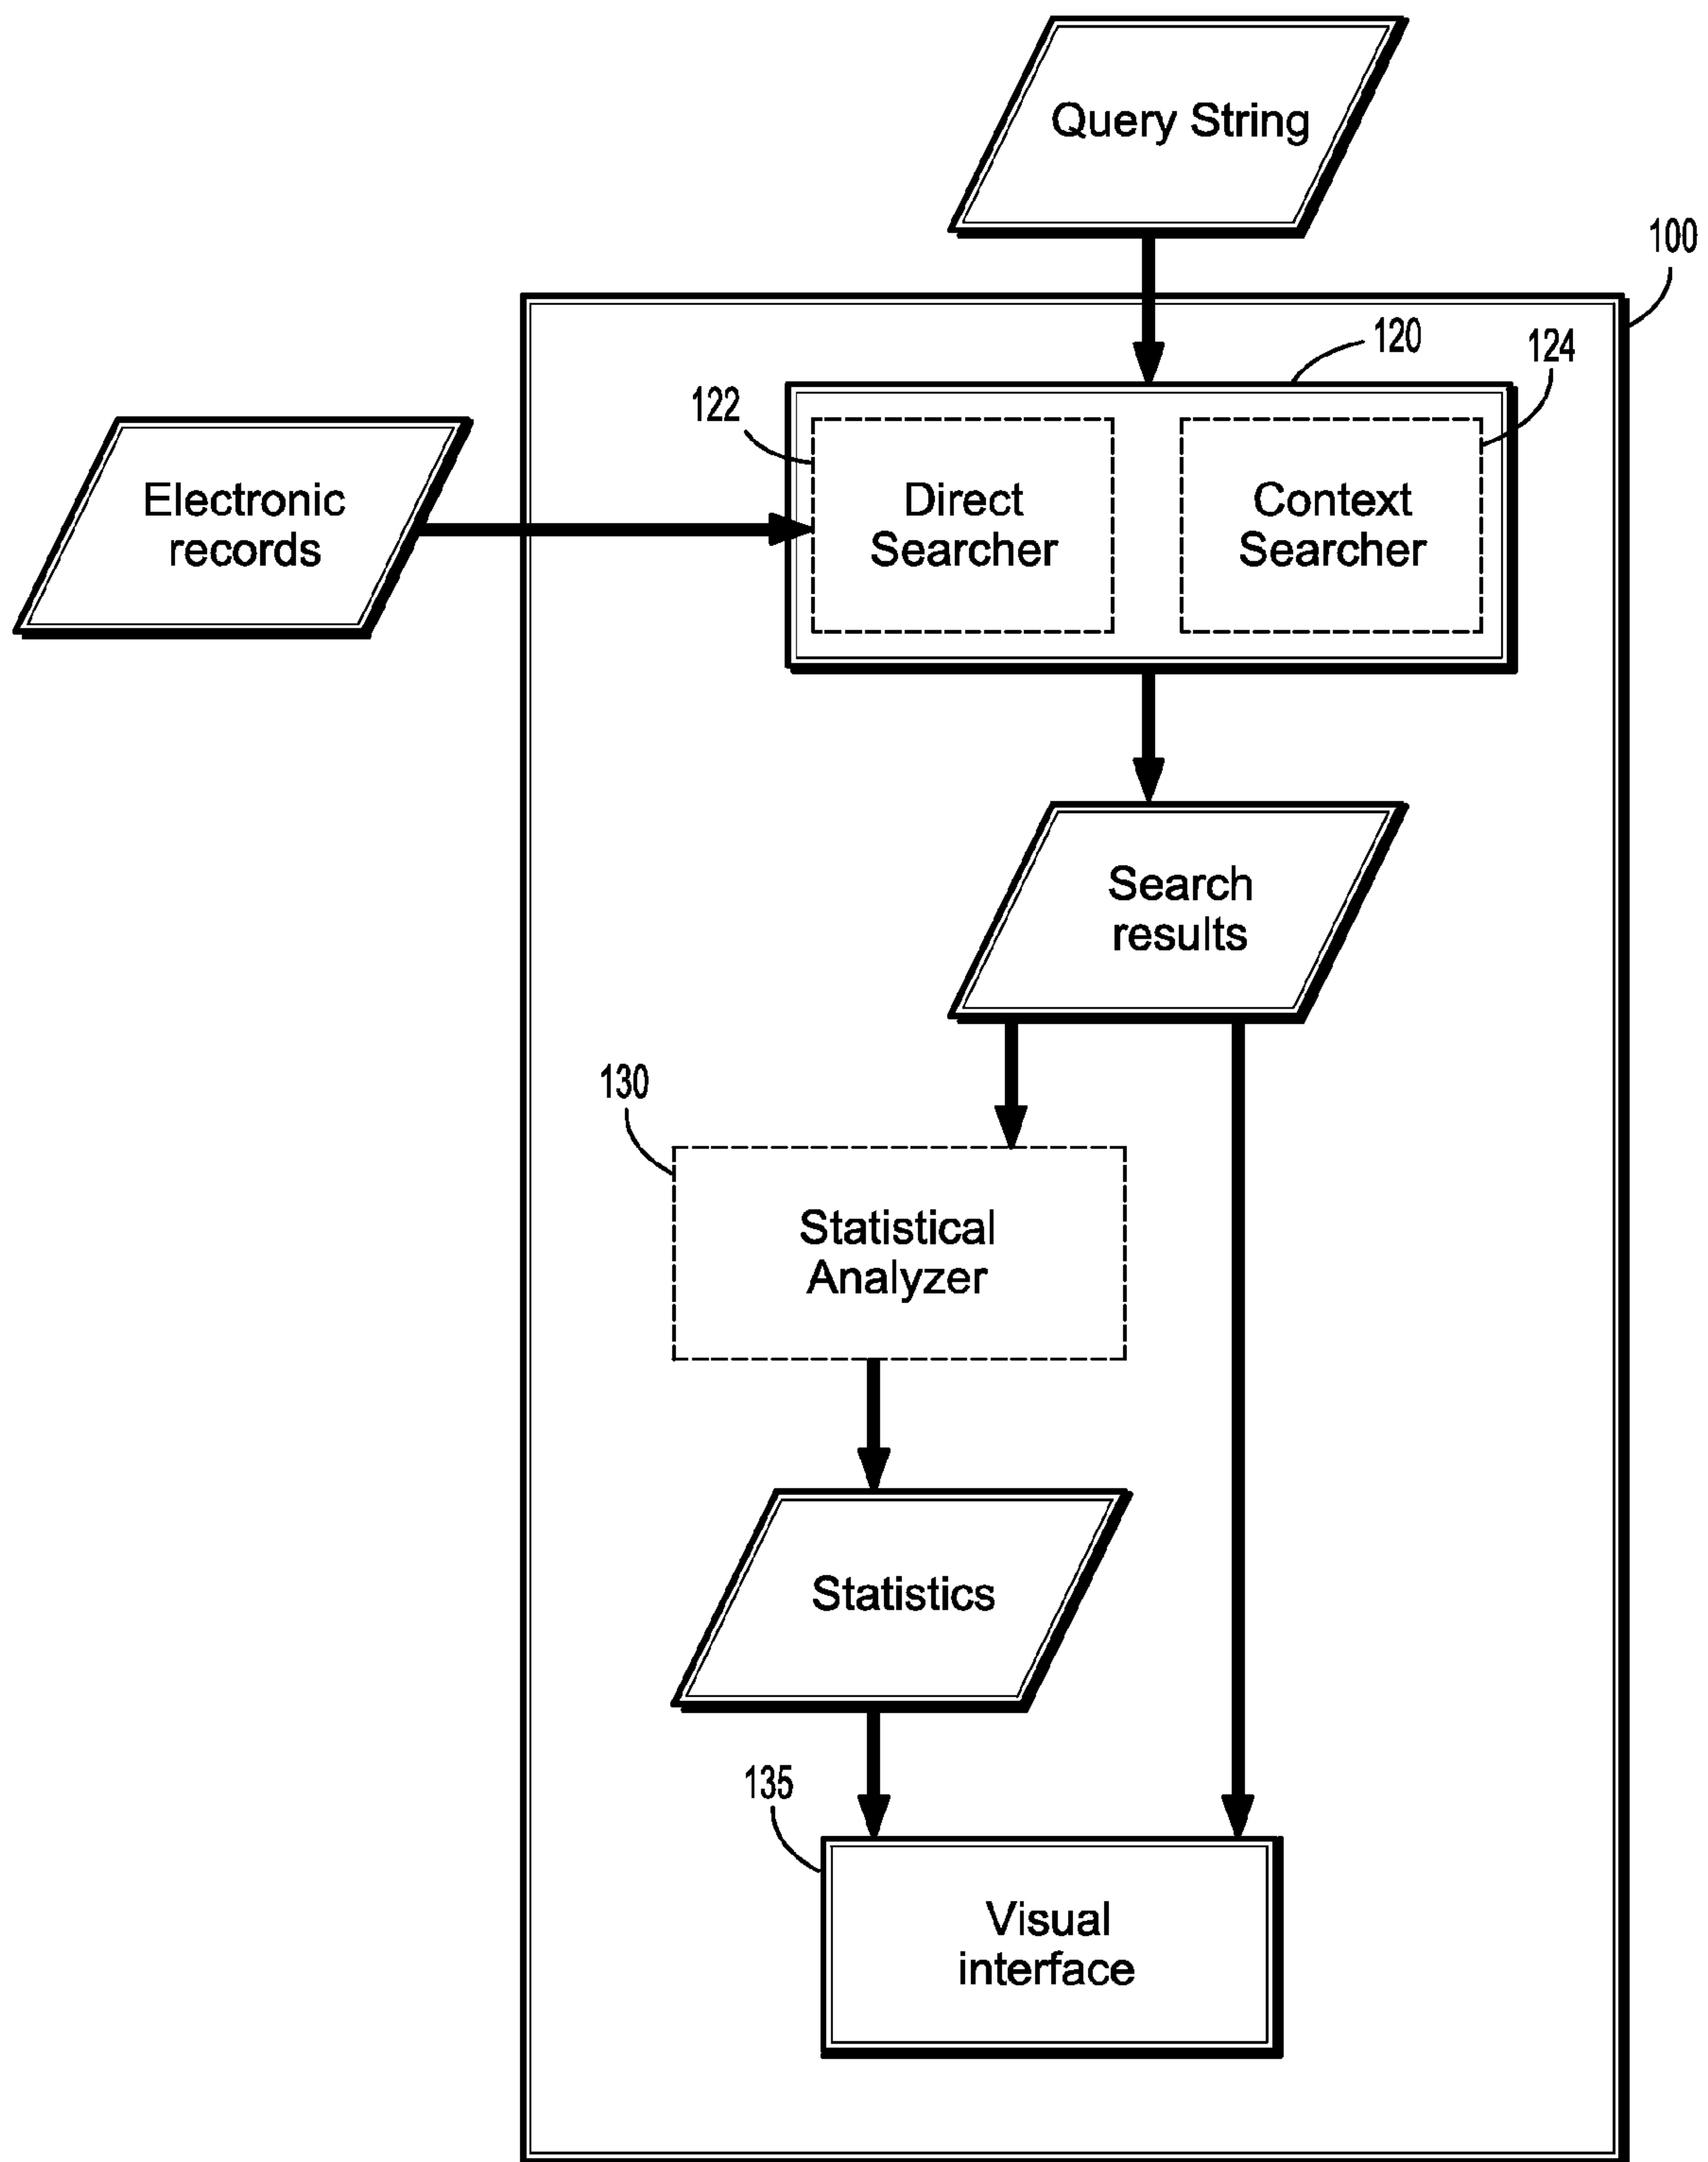 Query String
100
120
124
122
Electronic
records
Direct
Searcher
Context
Searcher
Search
results
130
Statistical
Analyzer
Statistics
135
Visual
interface